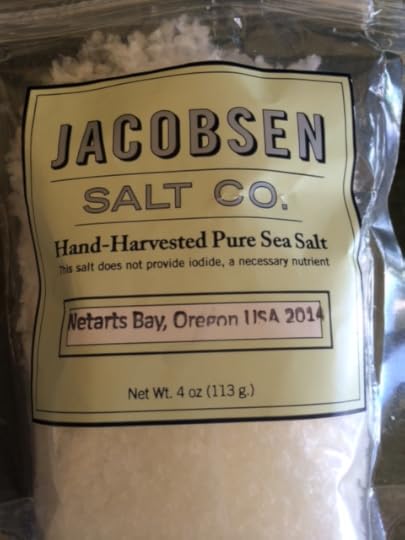 JACOBSEN
SALT CO.
Hand-Harvested Pure Sea Salt
This salt does not provide iodide, a necessary nutrient
Netarts Bay, Oregon USA 2014
Net Wt. 4 oz (113 g.)